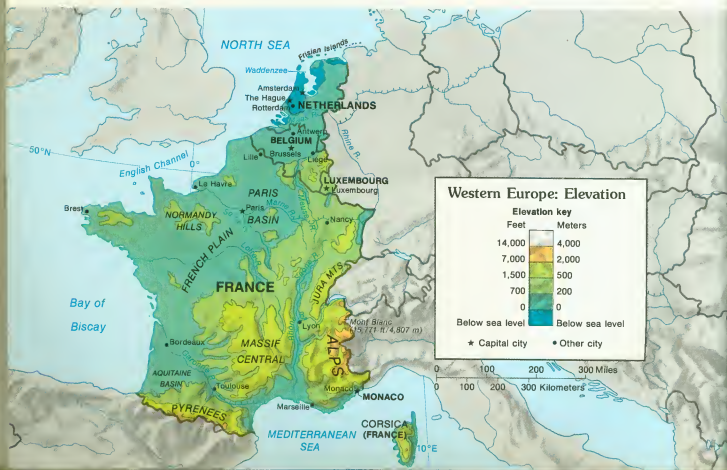 NORTH SEA
Frisian Islands
Waddenzee
Amsterdam
The Hague
Rotterdam
NETHERLANDS
Antwerp
BELGIUM
Brussels
Lille
Liège
Rhine R.
50°N
English Channel
0°
LUXEMBOURG
Luxembourg
Le Havre
PARIS
BASIN
Paris
Marne R.
Nancy
Brest
NORMANDY
HILLS
FRENCH PLAIN
FRANCE
JURA MTS.
Bay of
Biscay
Lyon
Mont Blanc
(15,771 ft./4,807 m)
ALPS
MASSIF
CENTRAL
Bordeaux
AQUITAINE
BASIN
Toulouse
PYRENEES
Marseille
Monaco
MONACO
MEDITERRANEAN
SEA
CORSICA
(FRANCE)
10°E
Western Europe: Elevation
Elevation key
Feet Meters
14,000 4,000
7,000 2,000
1,500 500
700 200
0 0
Below sea level Below sea level
★ Capital city • Other city
0 100 200 300 Miles
0 100 200 300 Kilometers